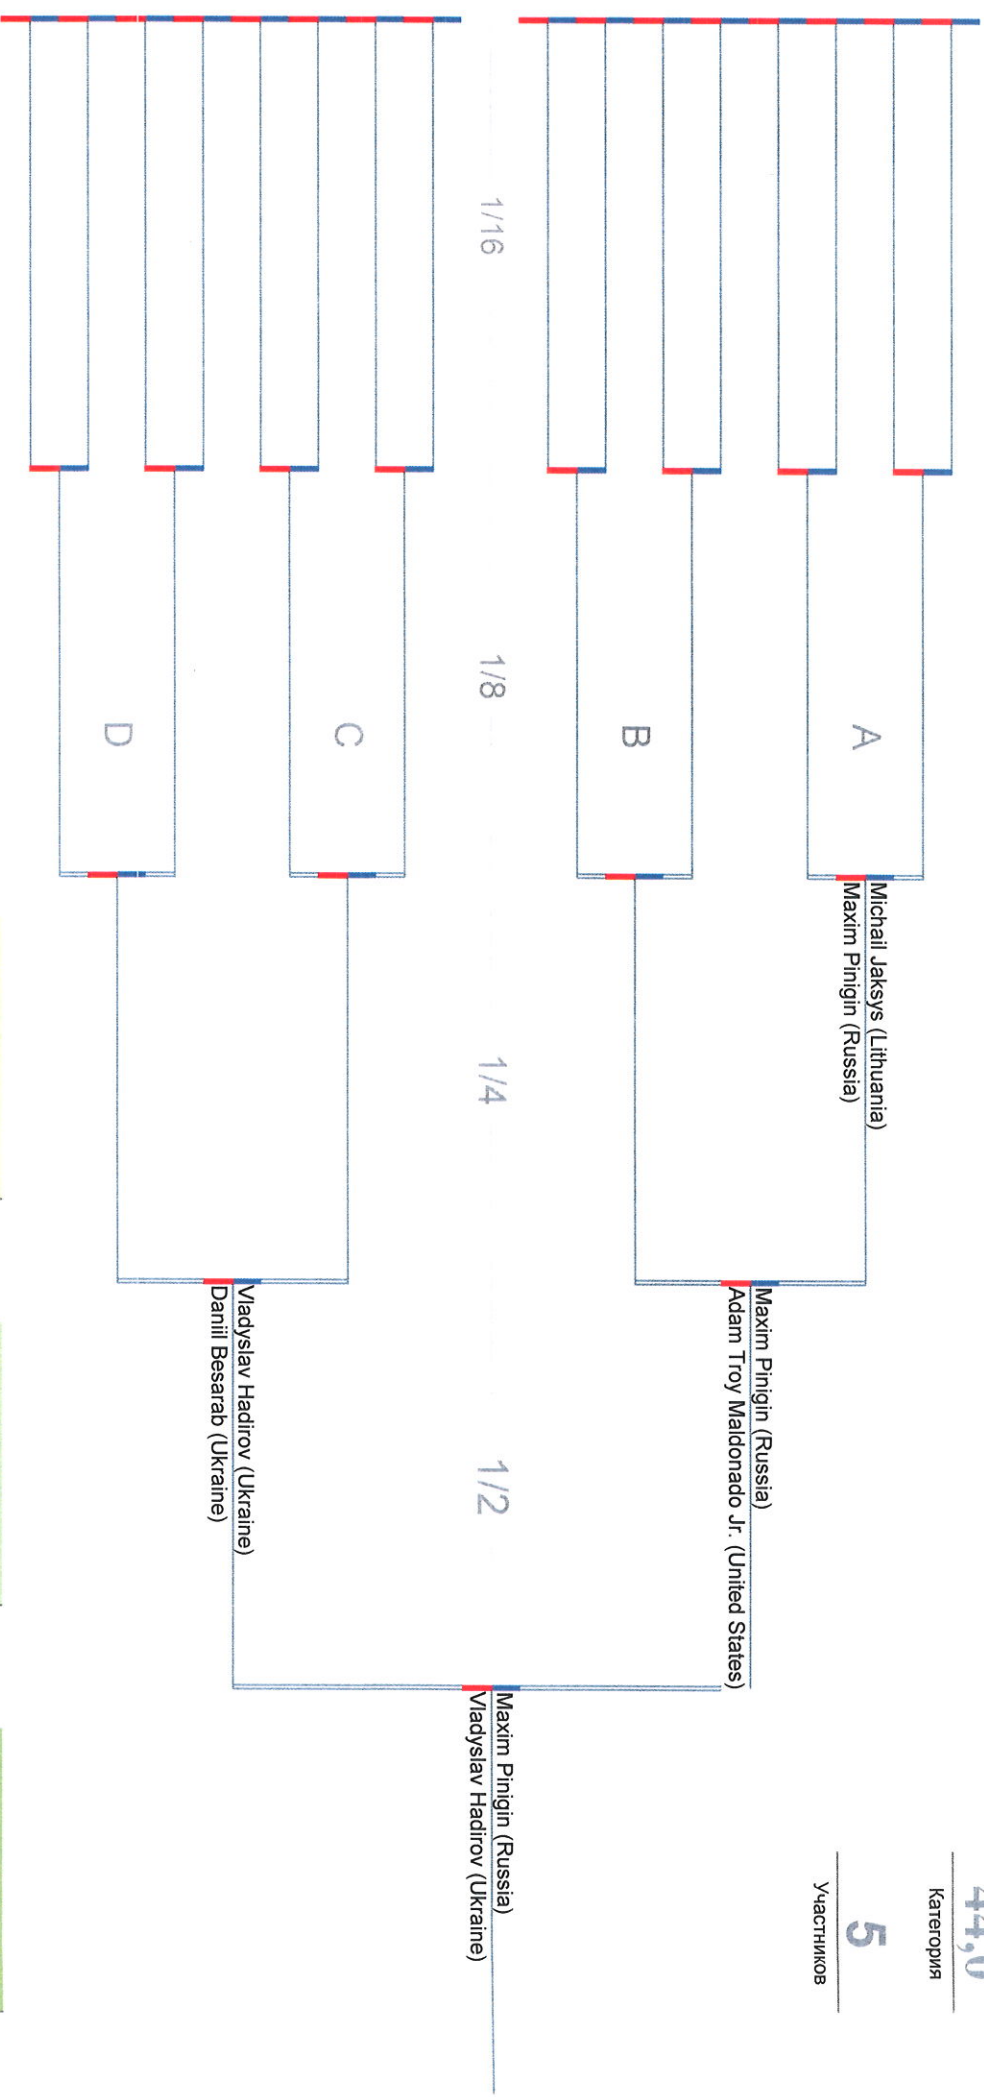 44,0
Категория
5
Участников
1/16
1/8
1/4
1/2
A
B
C
D
Michail Jaksys (Lithuania)
Maxim Pinigin (Russia)
Maxim Pinigin (Russia)
Adam Troy Maldonado Jr. (United States)
Vladyslav Hadirov (Ukraine)
Daniil Besarab (Ukraine)
Maxim Pinigin (Russia)
Vladyslav Hadirov (Ukraine)